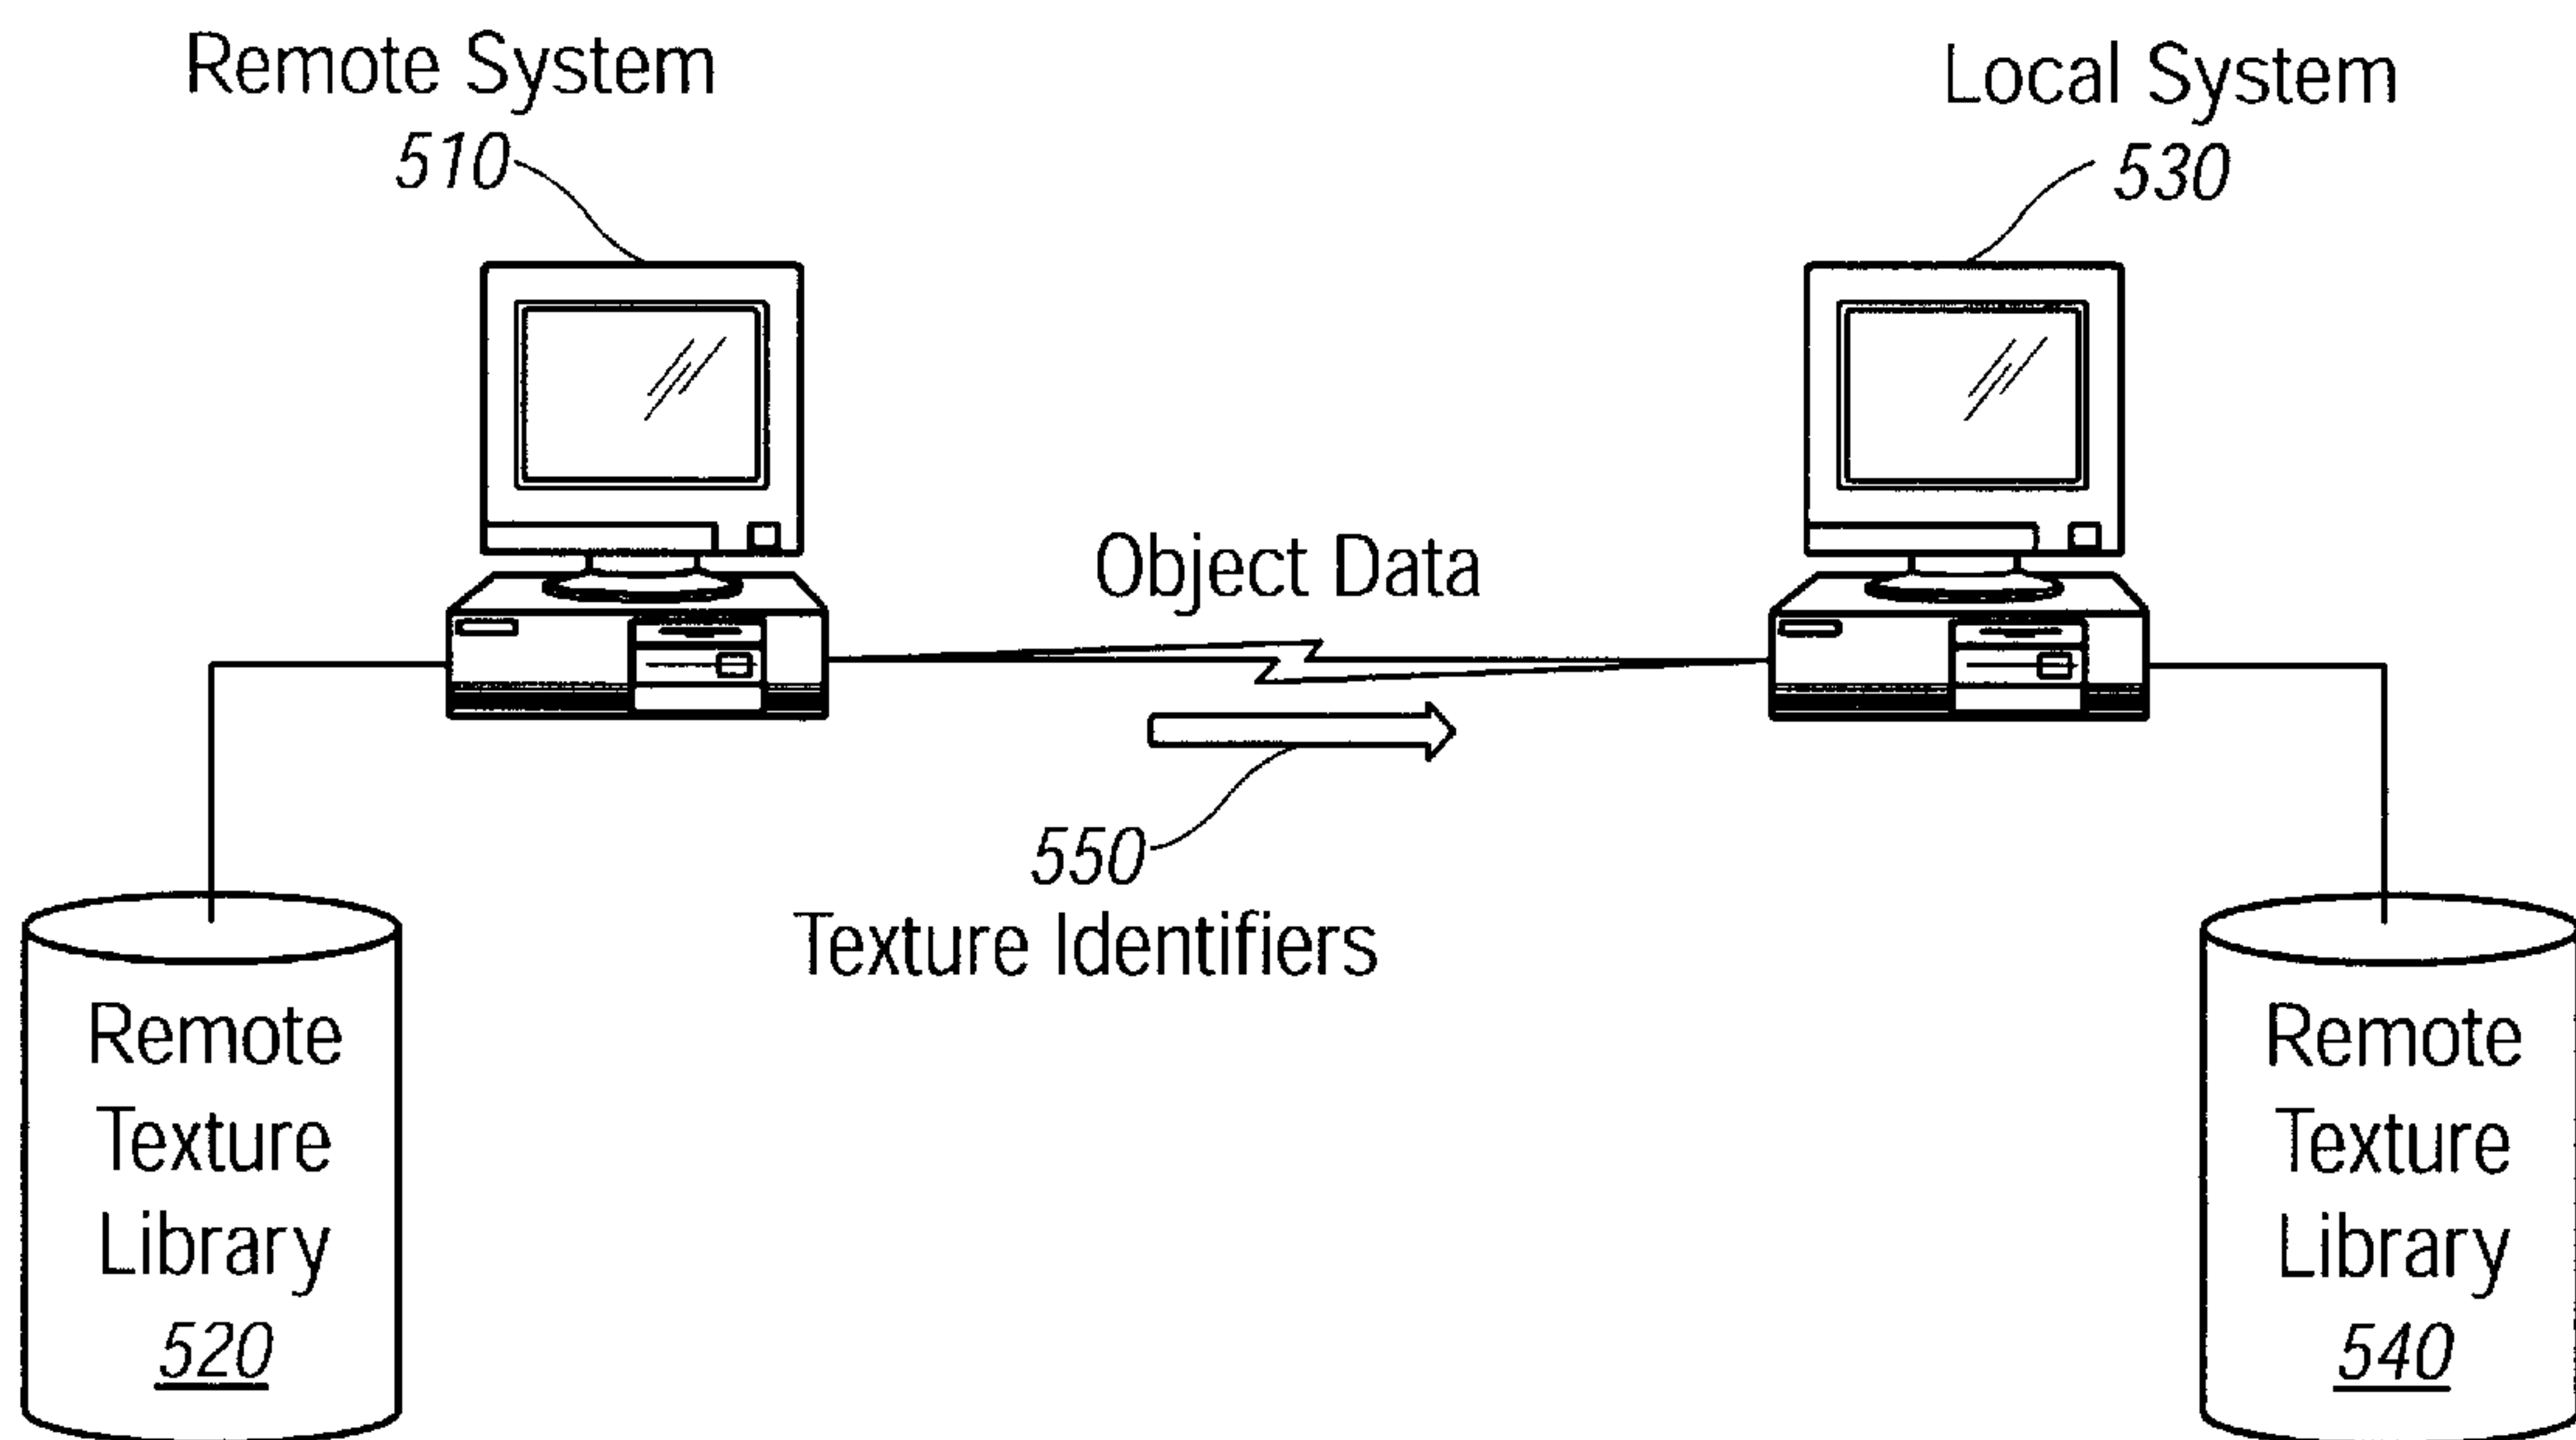 Remote System
510
Local System
530
Object Data
550
Texture Identifiers
Remote
Texture
Library
520
Remote
Texture
Library
540